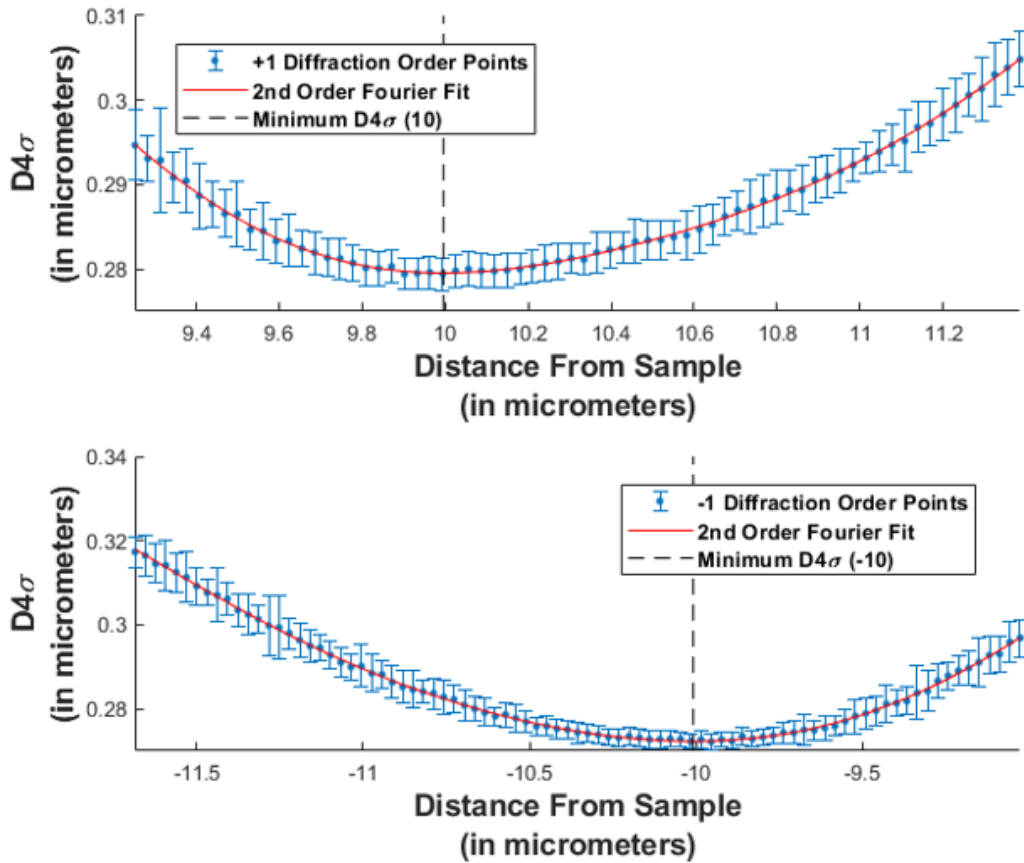 0.31
0.3
0.29
0.28
D4σ
(in micrometers)
+1 Diffraction Order Points
2nd Order Fourier Fit
Minimum D4σ (10)
9.4 9.6 9.8 10 10.2 10.4 10.6 10.8 11 11.2
Distance From Sample
(in micrometers)
0.34
0.32
0.3
0.28
D4σ
(in micrometers)
-1 Diffraction Order Points
2nd Order Fourier Fit
Minimum D4σ (-10)
-11.5 -11 -10.5 -10 -9.5
Distance From Sample
(in micrometers)